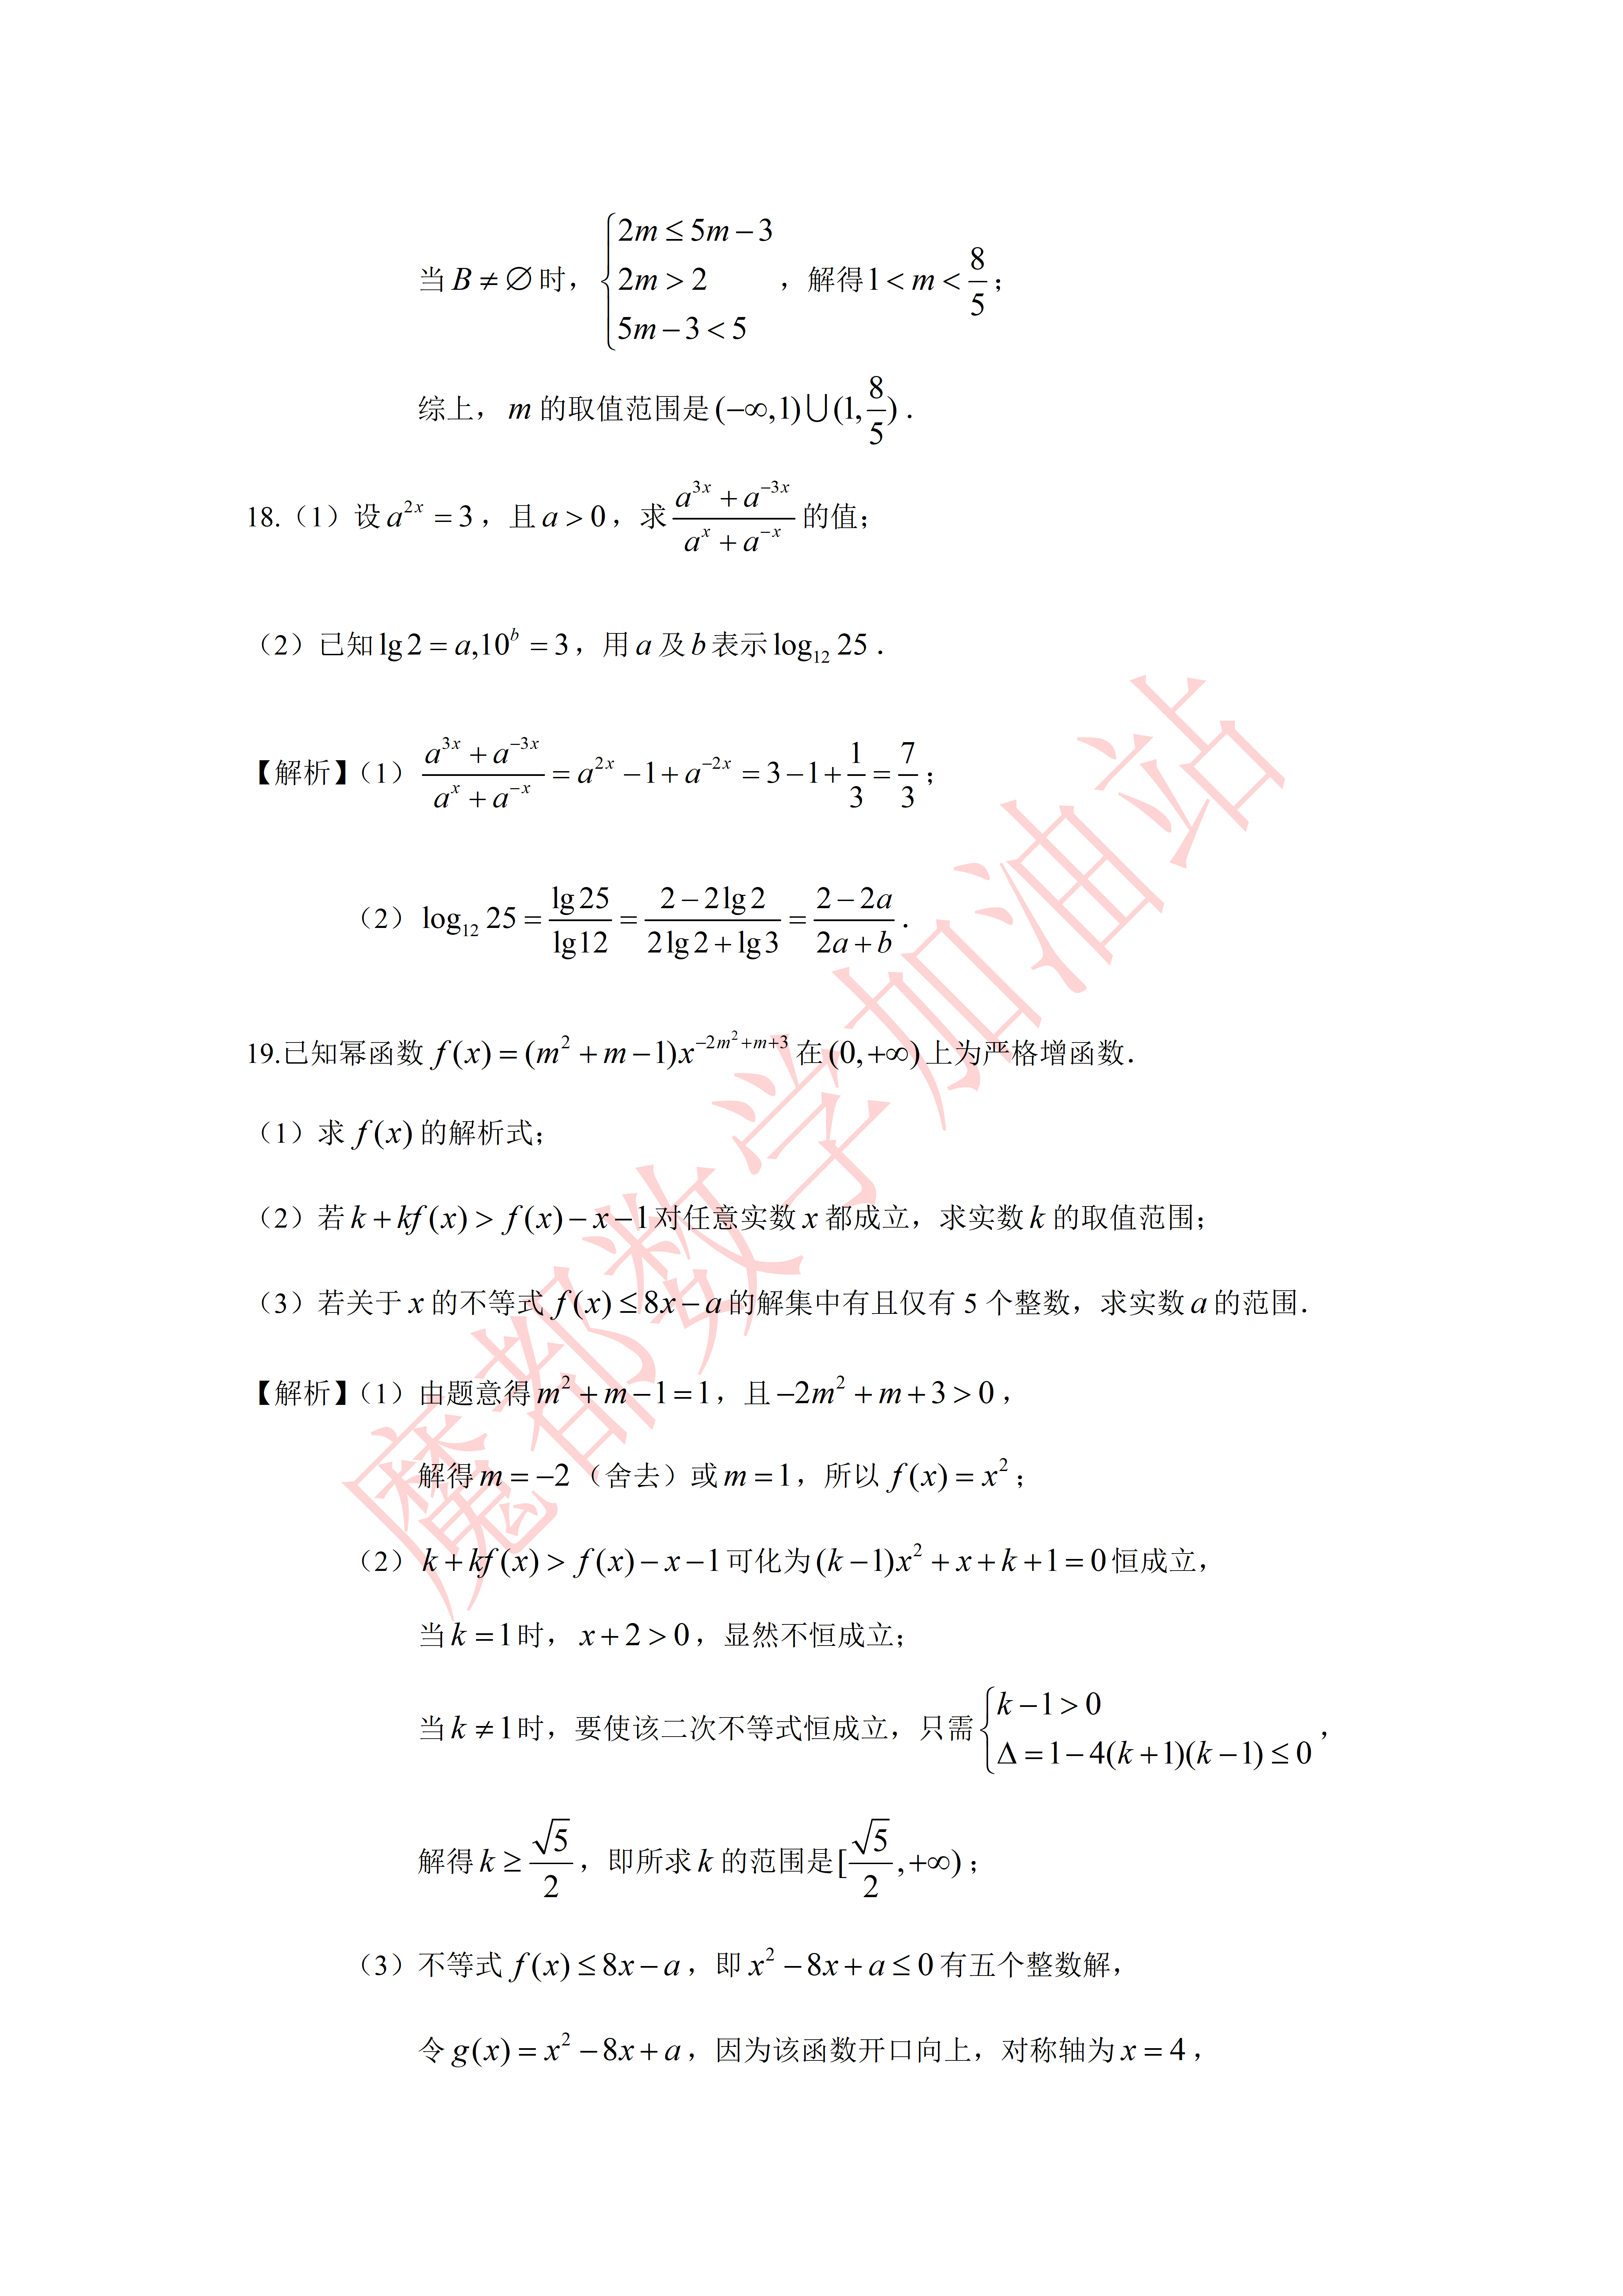 当 B ≠ ∅ 时，{2m ≤ 5m − 3, 2m > 2, 5m − 3 < 5，解得 1 < m < 8/5；
综上，m 的取值范围是 (−∞,1)⋃(1, 8/5)．
18.（1）设 a^{2x} = 3，且 a > 0，求 (a^{3x} + a^{−3x})/(a^x + a^{−x}) 的值；
（2）已知 lg2 = a,10^b = 3，用 a 及 b 表示 log_{12} 25．
【解析】（1）(a^{3x} + a^{−3x})/(a^x + a^{−x}) = a^{2x} −1+ a^{−2x} = 3−1+ 1/3 = 7/3；
（2）log_{12} 25 = lg25/lg12 = (2 − 2lg2)/(2lg2 + lg3) = (2 − 2a)/(2a + b)．
19.已知幂函数 f(x) = (m² + m −1)x^{−2m²+m+3} 在 (0,+∞) 上为严格增函数．
（1）求 f(x) 的解析式；
（2）若 k + kf(x) > f(x) − x −1 对任意实数 x 都成立，求实数 k 的取值范围；
（3）若关于 x 的不等式 f(x) ≤ 8x − a 的解集中有且仅有 5 个整数，求实数 a 的范围．
【解析】（1）由题意得 m² + m −1 = 1，且 −2m² + m + 3 > 0，
解得 m = −2（舍去）或 m = 1，所以 f(x) = x²；
（2）k + kf(x) > f(x) − x −1 可化为 (k −1)x² + x + k +1 = 0 恒成立，
当 k = 1 时，x + 2 > 0，显然不恒成立；
当 k ≠ 1 时，要使该二次不等式恒成立，只需 {k −1 > 0, Δ = 1− 4(k +1)(k −1) ≤ 0，
解得 k ≥ √5/2，即所求 k 的范围是 [√5/2,+∞)；
（3）不等式 f(x) ≤ 8x − a，即 x² −8x + a ≤ 0 有五个整数解，
令 g(x) = x² −8x + a，因为该函数开口向上，对称轴为 x = 4，
魔都数学加油站